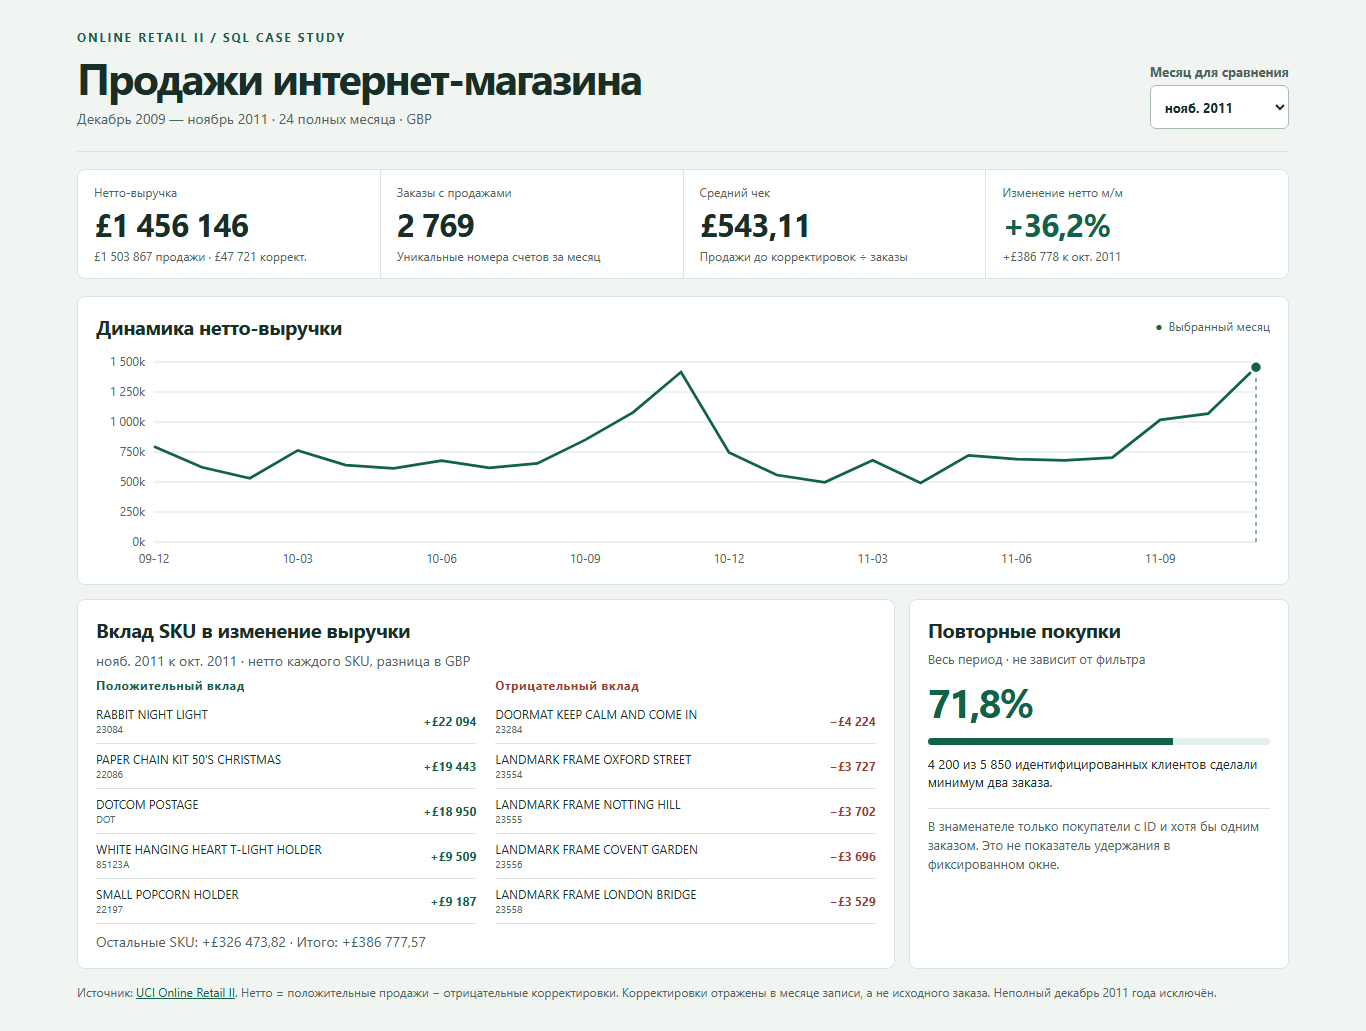 ONLINE RETAIL II / SQL CASE STUDY
Продажи интернет-магазина
Декабрь 2009 — ноябрь 2011 · 24 полных месяца · GBP
Месяц для сравнения
нояб. 2011
Нетто-выручка
£1 456 146
£1 503 867 продажи · £47 721 коррект.
Заказы с продажами
2 769
Уникальные номера счетов за месяц
Средний чек
£543,11
Продажи до корректировок ÷ заказы
Изменение нетто м/м
+36,2%
+£386 778 к окт. 2011
Динамика нетто-выручки
Выбранный месяц
1 500k
1 250k
1 000k
750k
500k
250k
0k
09-12 10-03 10-06 10-09 10-12 11-03 11-06 11-09
Вклад SKU в изменение выручки
нояб. 2011 к окт. 2011 · нетто каждого SKU, разница в GBP
Положительный вклад
RABBIT NIGHT LIGHT
23084
+£22 094
PAPER CHAIN KIT 50'S CHRISTMAS
22086
+£19 443
DOTCOM POSTAGE
DOT
+£18 950
WHITE HANGING HEART T-LIGHT HOLDER
85123A
+£9 509
SMALL POPCORN HOLDER
22197
+£9 187
Отрицательный вклад
DOORMAT KEEP CALM AND COME IN
23284
−£4 224
LANDMARK FRAME OXFORD STREET
23554
−£3 727
LANDMARK FRAME NOTTING HILL
23555
−£3 702
LANDMARK FRAME COVENT GARDEN
23556
−£3 696
LANDMARK FRAME LONDON BRIDGE
23558
−£3 529
Остальные SKU: +£326 473,82 · Итого: +£386 777,57
Повторные покупки
Весь период · не зависит от фильтра
71,8%
4 200 из 5 850 идентифицированных клиентов сделали
минимум два заказа.
В знаменателе только покупатели с ID и хотя бы одним
заказом. Это не показатель удержания в
фиксированном окне.
Источник: UCI Online Retail II. Нетто = положительные продажи − отрицательные корректировки. Корректировки отражены в месяце записи, а не исходного заказа. Неполный декабрь 2011 года исключён.